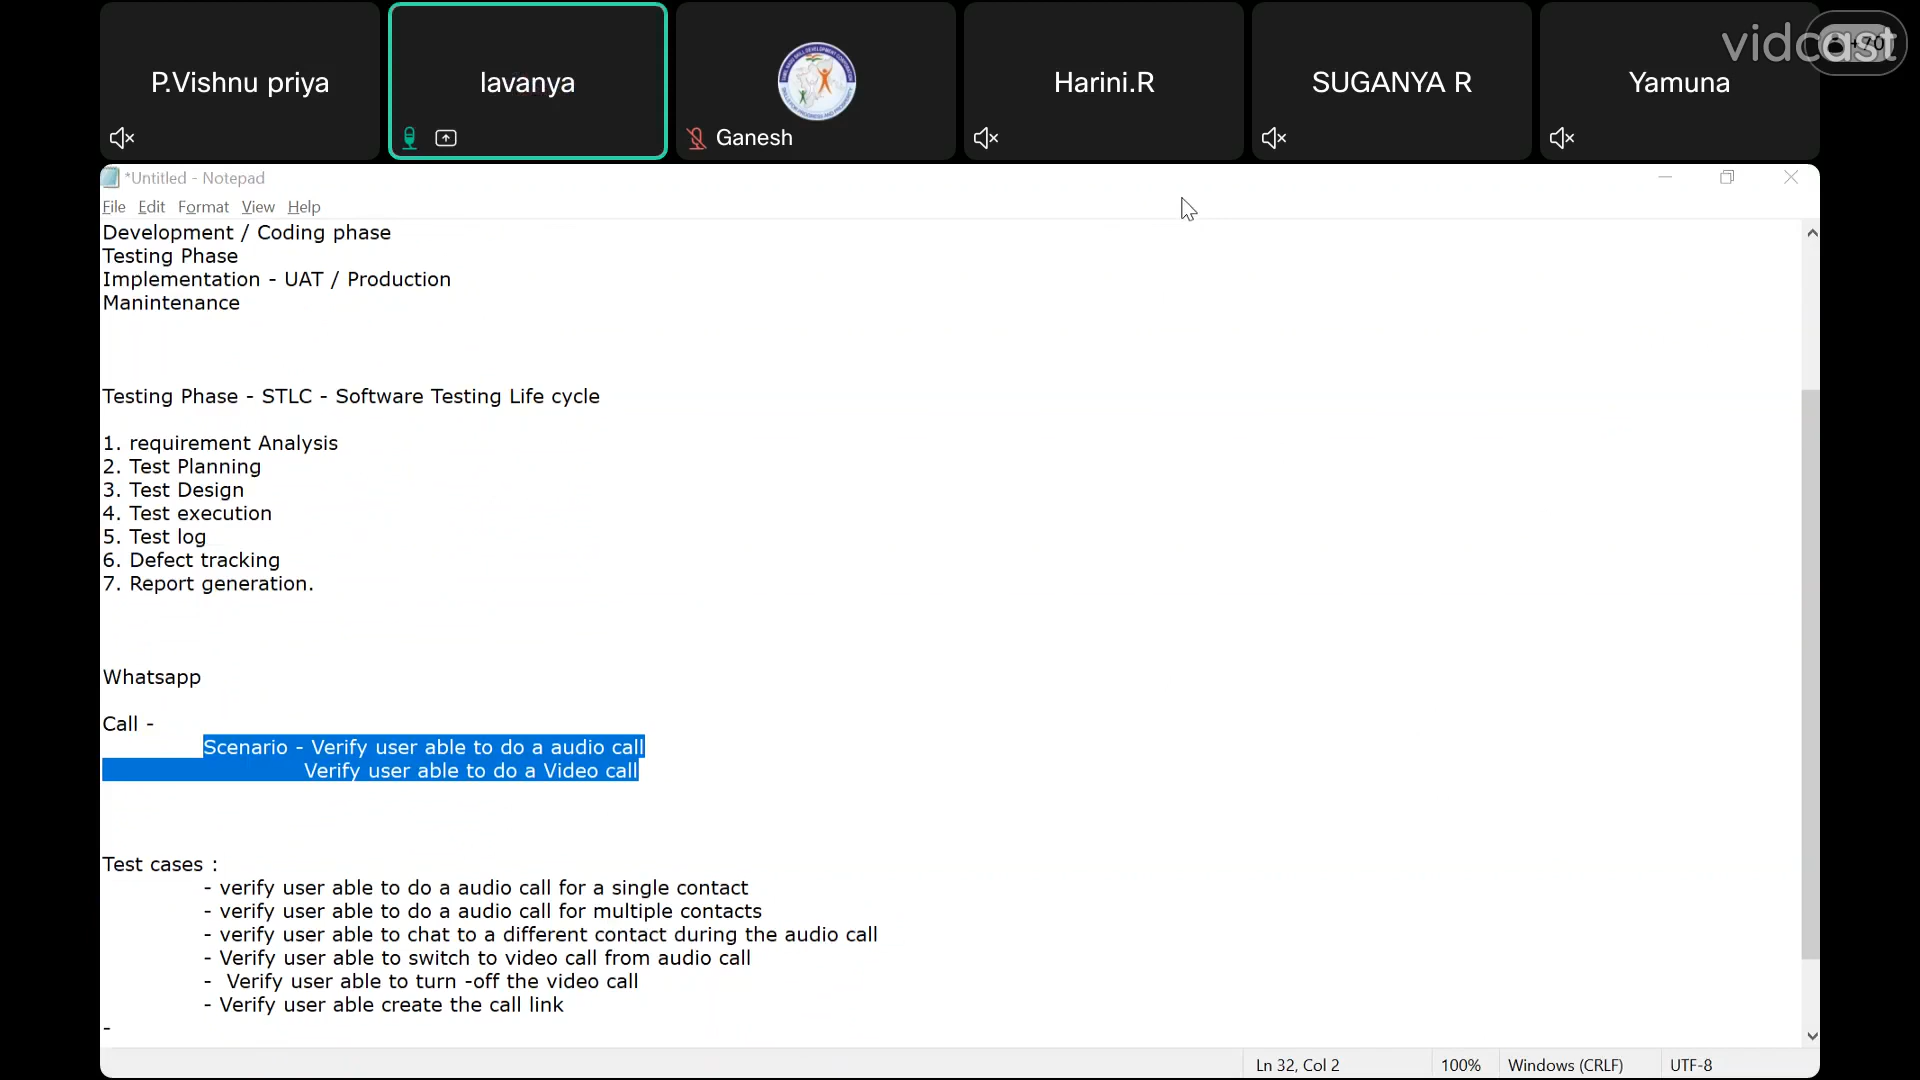 P.Vishnu priya
lavanya
Ganesh
Harini.R
SUGANYA R
Yamuna
vidcast
*Untitled - Notepad
File Edit Format View Help
Development / Coding phase
Testing Phase
Implementation - UAT / Production
Manintenance
Testing Phase - STLC - Software Testing Life cycle
1. requirement Analysis
2. Test Planning
3. Test Design
4. Test execution
5. Test log
6. Defect tracking
7. Report generation.
Whatsapp
Call -
Scenario - Verify user able to do a audio call
Verify user able to do a Video call
Test cases :
- verify user able to do a audio call for a single contact
- verify user able to do a audio call for multiple contacts
- verify user able to chat to a different contact during the audio call
- Verify user able to switch to video call from audio call
-  Verify user able to turn -off the video call
- Verify user able create the call link
-
Ln 32, Col 2 100% Windows (CRLF) UTF-8